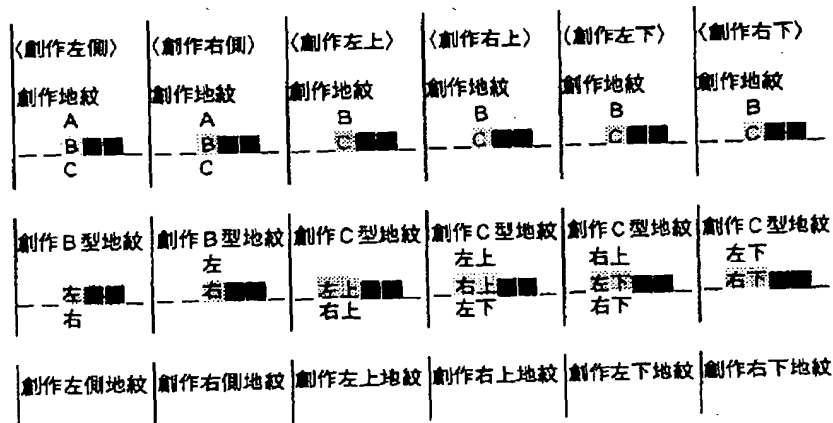 〈創作左側〉 〈創作右側〉 〈創作左上〉 〈創作右上〉 〈創作左下〉 〈創作右下〉
創作地紋 創作地紋 創作地紋 創作地紋 創作地紋 創作地紋
A A B B B B
B B C C C C
C C
創作B型地紋 創作B型地紋 創作C型地紋 創作C型地紋 創作C型地紋 創作C型地紋
左 左上 右上 左下
左 右 左上 右上 左下 右下
右 右上 左下 右下
創作左側地紋 創作右側地紋 創作左上地紋 創作右上地紋 創作左下地紋 創作右下地紋